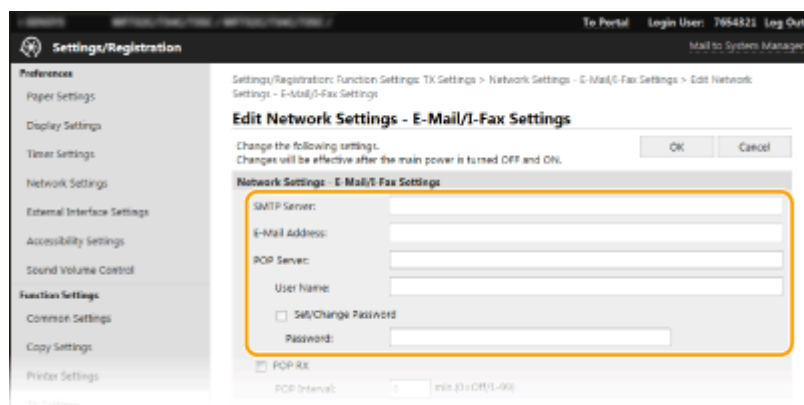 To Portal Login User: 7654321 Log Out
Settings/Registration
Mail to System Manager
Preferences
Paper Settings
Display Settings
Timer Settings
Network Settings
External Interface Settings
Accessibility Settings
Sound Volume Control
Function Settings
Common Settings
Copy Settings
Printer Settings
Settings/Registration: Function Settings: TX Settings > Network Settings - E-Mail/I-Fax Settings > Edit Network
Settings - E-Mail/I-Fax Settings
Edit Network Settings - E-Mail/I-Fax Settings
Change the following settings.
Changes will be effective after the main power is turned OFF and ON.
OK Cancel
Network Settings - E-Mail/I-Fax Settings
SMTP Server:
E-Mail Address:
POP Server:
User Name:
Set/Change Password
Password:
POP RX
POP Interval: 0 min.(0=Off/1-99)